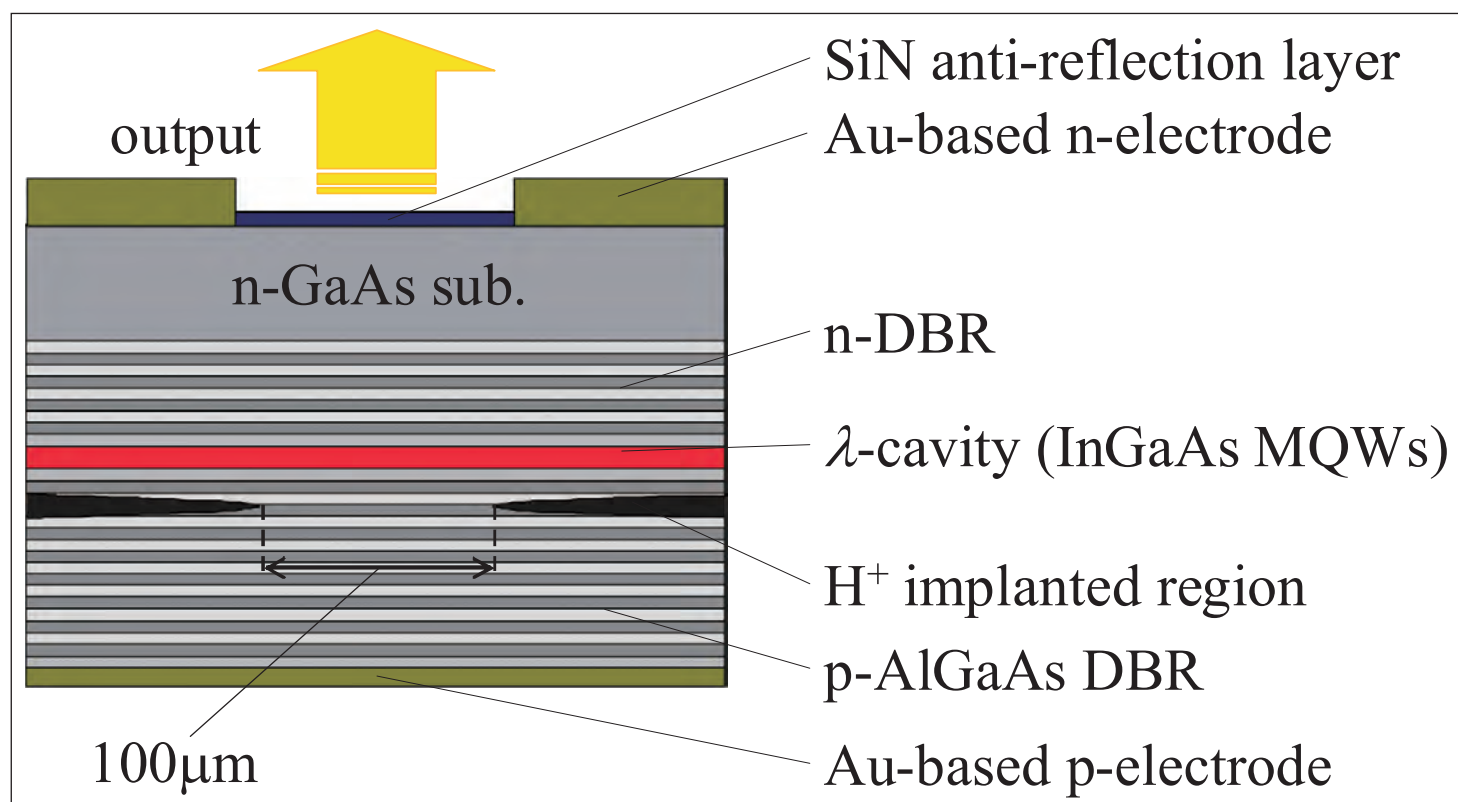 SiN anti-reflection layer
output
Au-based n-electrode
n-GaAs sub.
n-DBR
λ-cavity (InGaAs MQWs)
H⁺ implanted region
p-AlGaAs DBR
100μm
Au-based p-electrode